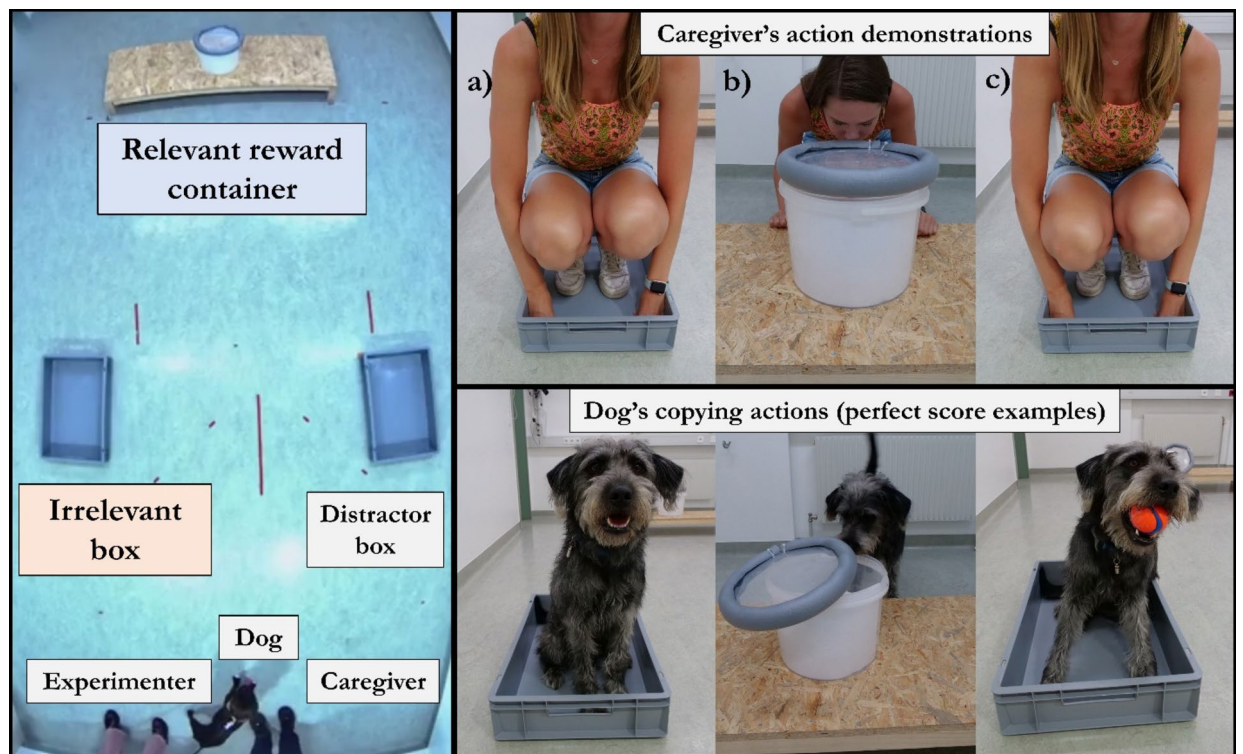 Relevant reward
container
Irrelevant
box
Distractor
box
Dog
Experimenter
Caregiver
Caregiver's action demonstrations
a)
b)
c)
Dog's copying actions (perfect score examples)